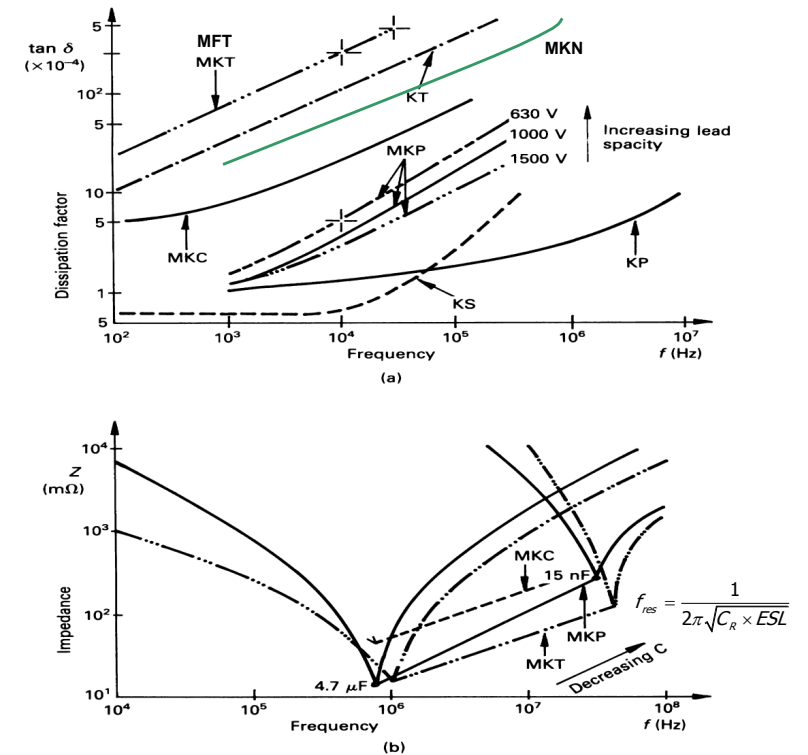 5
tan δ
(×10⁻⁴)
MFT
MKT
MKN
KT
10²
5
630 V
1000 V
1500 V
Increasing lead
spacity
MKP
10
5
MKC
KP
KS
1
5
Dissipation factor
10² 10³ 10⁴ 10⁵ 10⁶ 10⁷
Frequency f (Hz)
(a)
10⁴
Z
(mΩ)
10³
MKC
15 nF
f_res = 1 / (2π√(C_R × ESL))
10²
MKP
MKT
Impedance
Decreasing C
4.7 µF
10¹
10⁴ 10⁵ 10⁶ 10⁷ 10⁸
Frequency f (Hz)
(b)